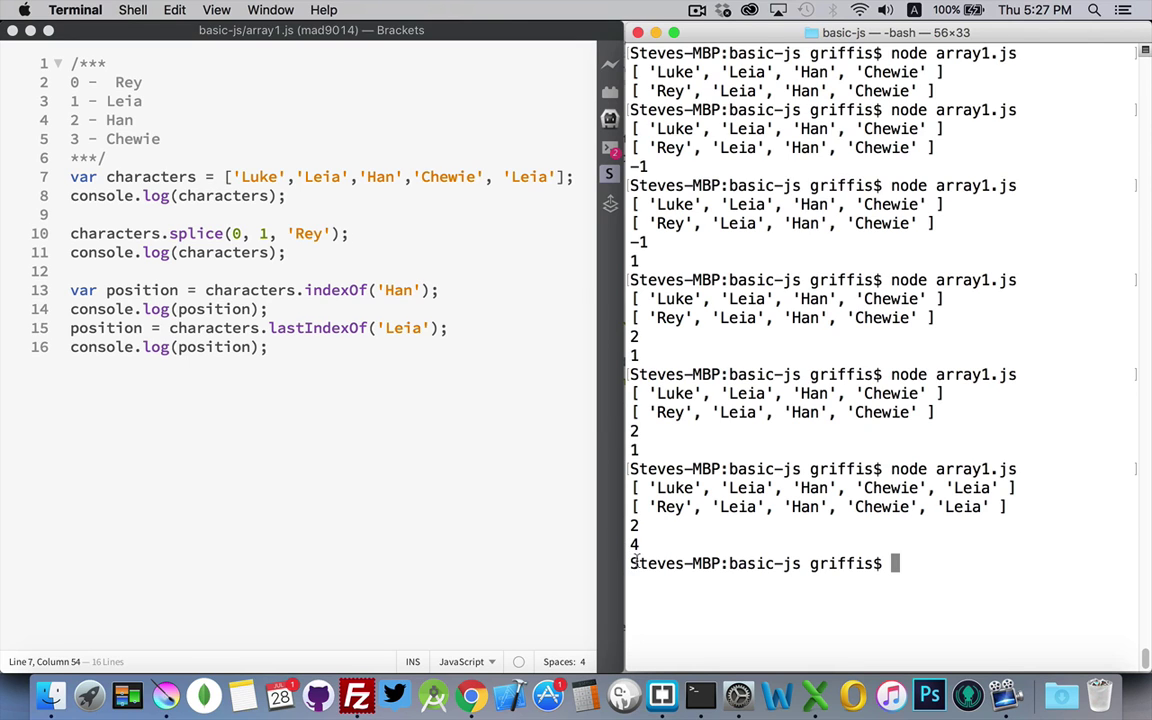 Terminal Shell Edit View Window Help 100% Thu 5:27 PM
basic-js/array1.js (mad9014) — Brackets
1 /***
2 0 - Rey
3 1 - Leia
4 2 - Han
5 3 - Chewie
6 ***/
7 var characters = ['Luke','Leia','Han','Chewie', 'Leia'];
8 console.log(characters);
9
10 characters.splice(0, 1, 'Rey');
11 console.log(characters);
12
13 var position = characters.indexOf('Han');
14 console.log(position);
15 position = characters.lastIndexOf('Leia');
16 console.log(position);
Line 7, Column 54 — 16 Lines
INS JavaScript Spaces: 4
basic-js — -bash — 56×33
Steves-MBP:basic-js griffis$ node array1.js
[ 'Luke', 'Leia', 'Han', 'Chewie' ]
[ 'Rey', 'Leia', 'Han', 'Chewie' ]
Steves-MBP:basic-js griffis$ node array1.js
[ 'Luke', 'Leia', 'Han', 'Chewie' ]
[ 'Rey', 'Leia', 'Han', 'Chewie' ]
-1
Steves-MBP:basic-js griffis$ node array1.js
[ 'Luke', 'Leia', 'Han', 'Chewie' ]
[ 'Rey', 'Leia', 'Han', 'Chewie' ]
-1
1
Steves-MBP:basic-js griffis$ node array1.js
[ 'Luke', 'Leia', 'Han', 'Chewie' ]
[ 'Rey', 'Leia', 'Han', 'Chewie' ]
2
1
Steves-MBP:basic-js griffis$ node array1.js
[ 'Luke', 'Leia', 'Han', 'Chewie' ]
[ 'Rey', 'Leia', 'Han', 'Chewie' ]
2
1
Steves-MBP:basic-js griffis$ node array1.js
[ 'Luke', 'Leia', 'Han', 'Chewie', 'Leia' ]
[ 'Rey', 'Leia', 'Han', 'Chewie', 'Leia' ]
2
4
Steves-MBP:basic-js griffis$